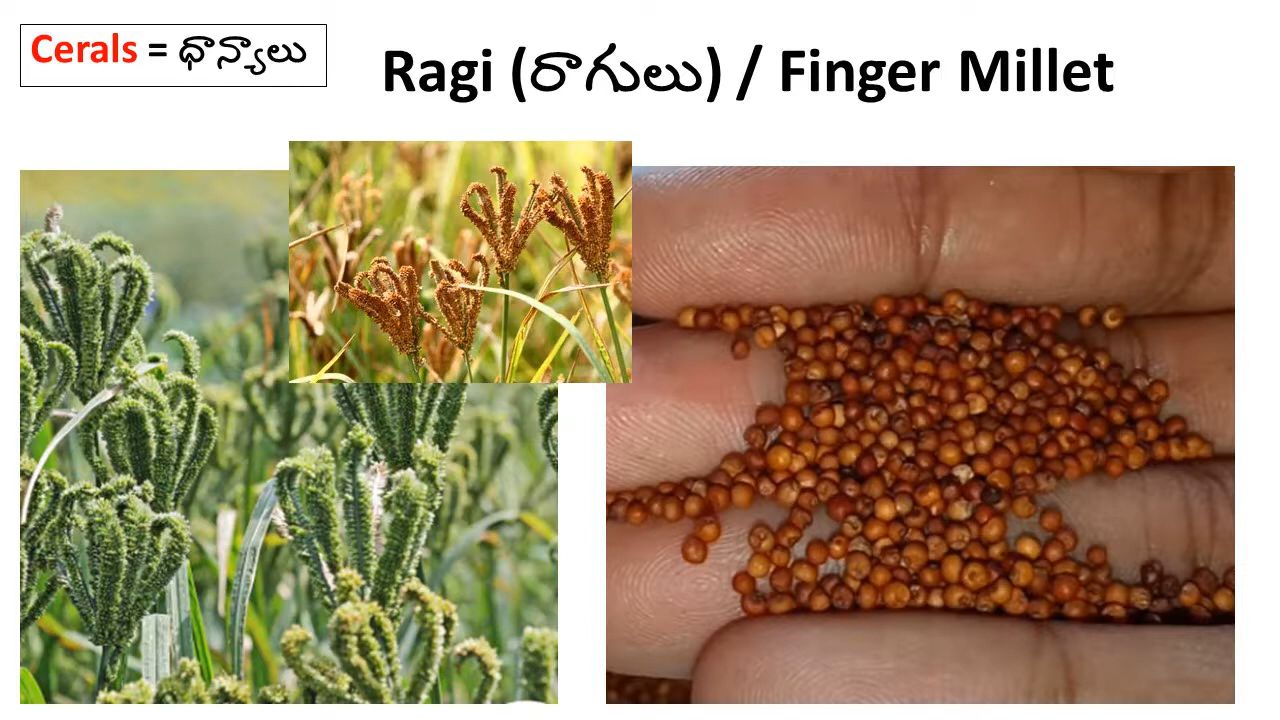 Cerals = ధాన్యాలు
Ragi (రాగులు) / Finger Millet